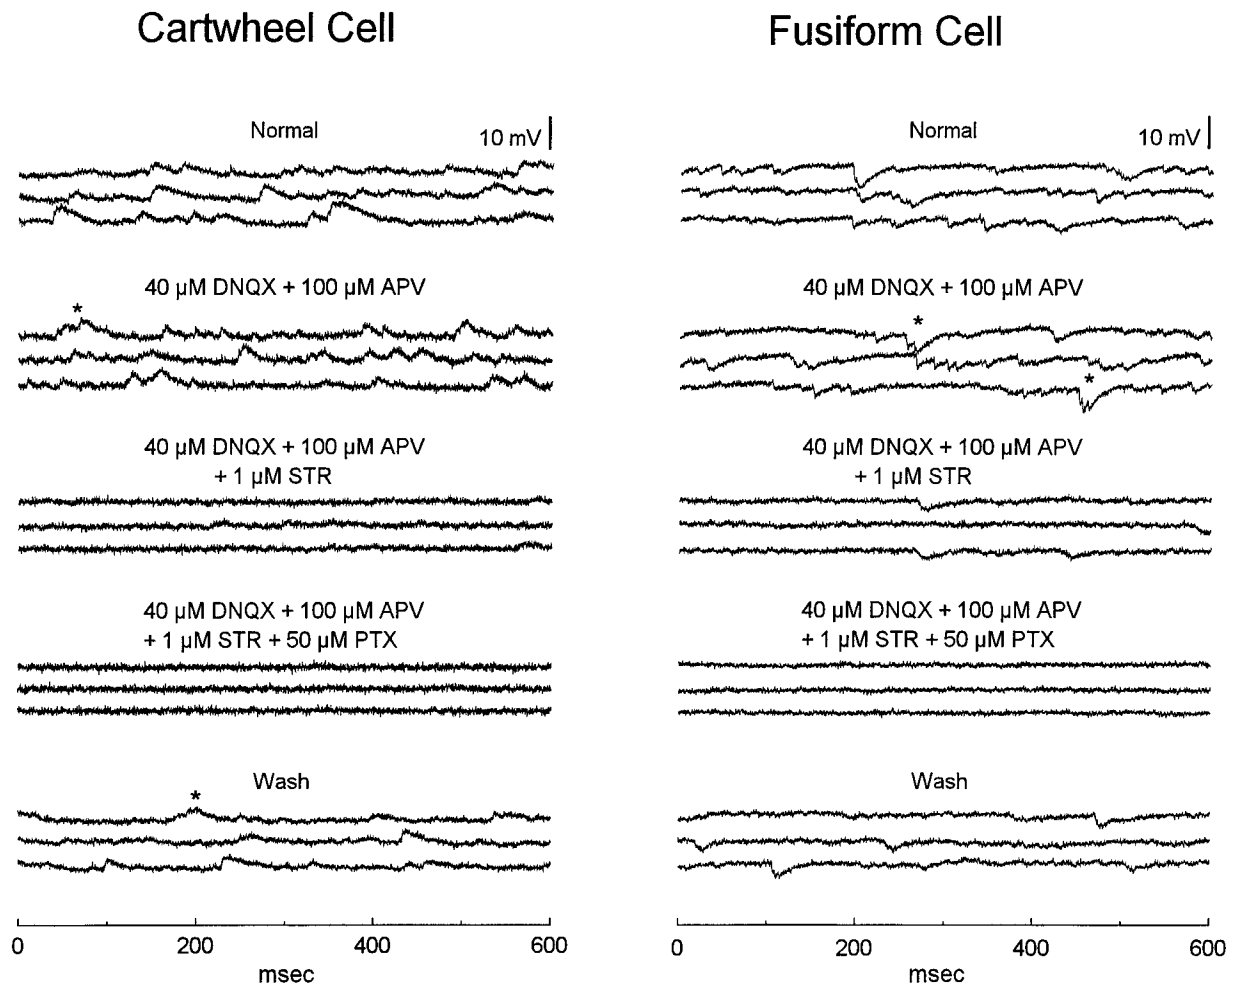 Cartwheel Cell
Normal
10 mV
40 µM DNQX + 100 µM APV
*
40 µM DNQX + 100 µM APV
+ 1 µM STR
40 µM DNQX + 100 µM APV
+ 1 µM STR + 50 µM PTX
Wash
*
0 200 400 600
msec
Fusiform Cell
Normal
10 mV
40 µM DNQX + 100 µM APV
*
*
40 µM DNQX + 100 µM APV
+ 1 µM STR
40 µM DNQX + 100 µM APV
+ 1 µM STR + 50 µM PTX
Wash
0 200 400 600
msec